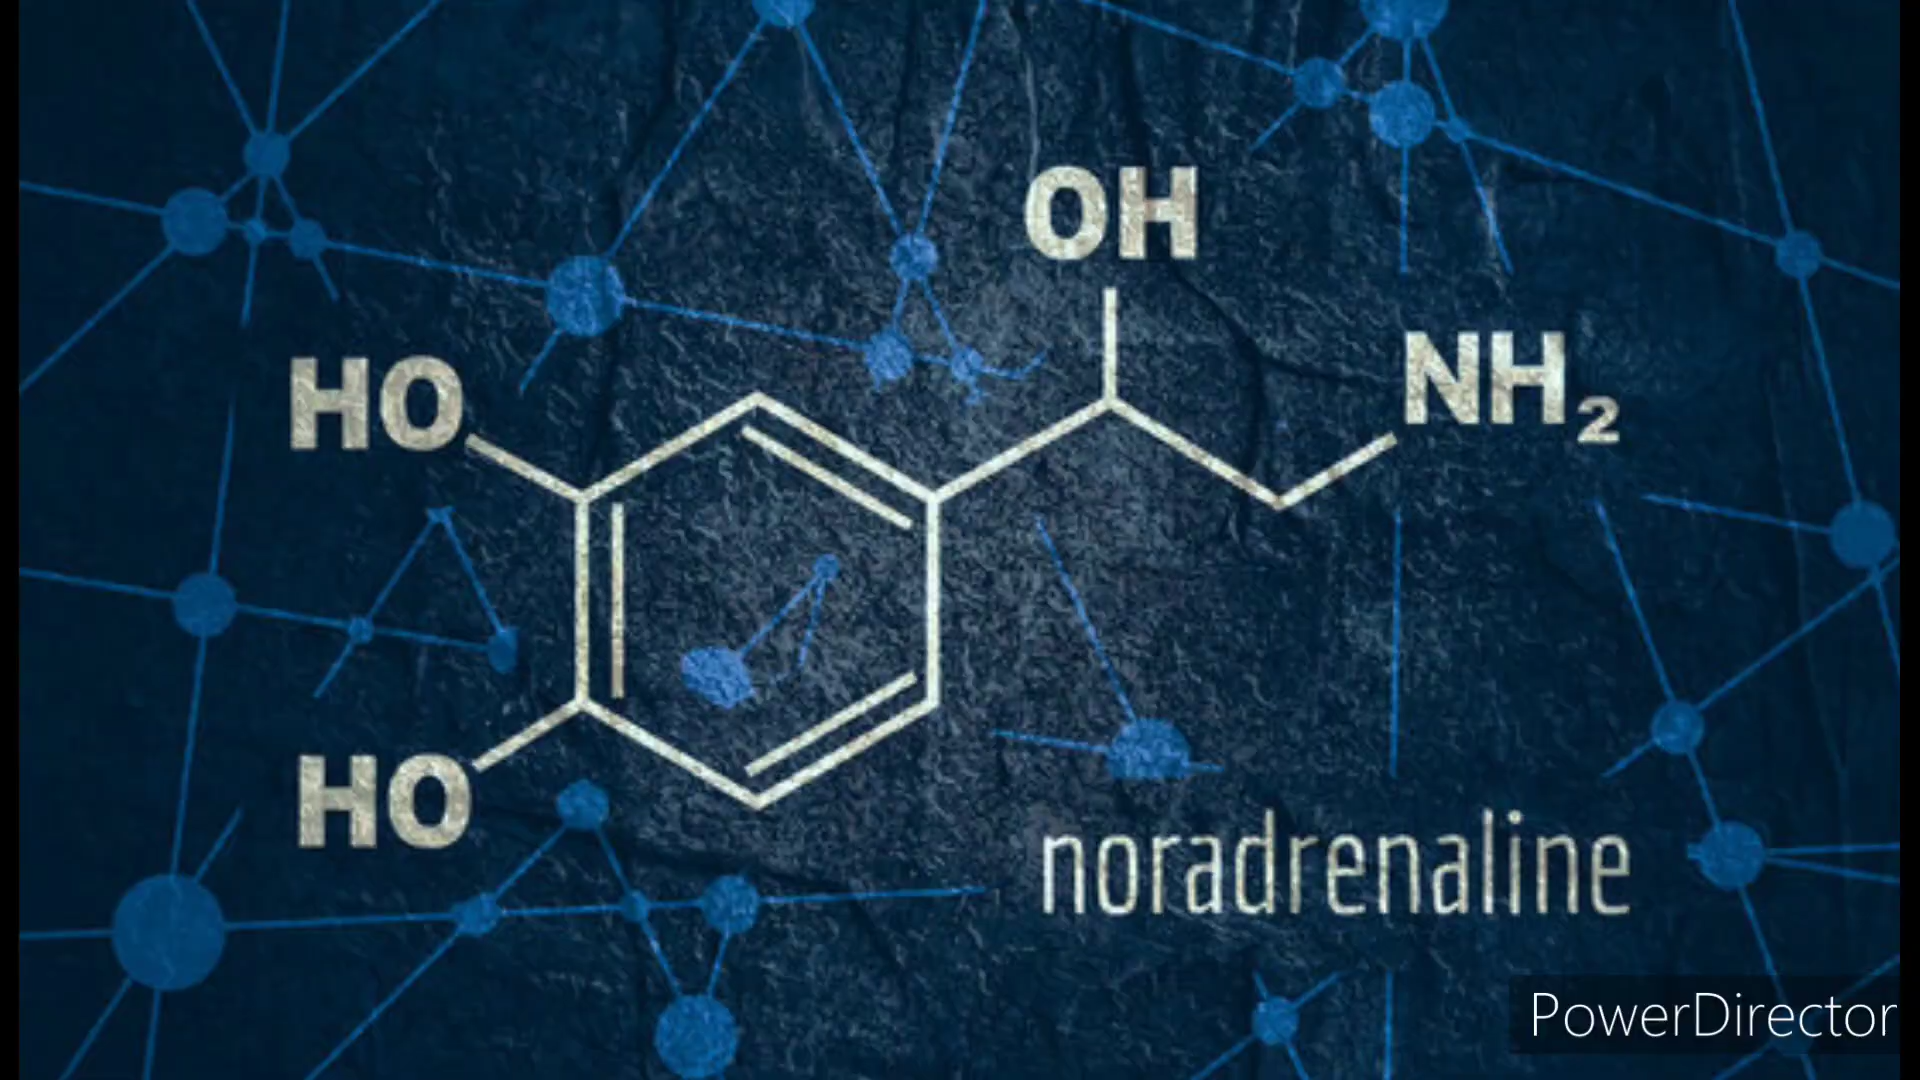 OH
NH₂
HO
HO
noradrenaline
PowerDirector